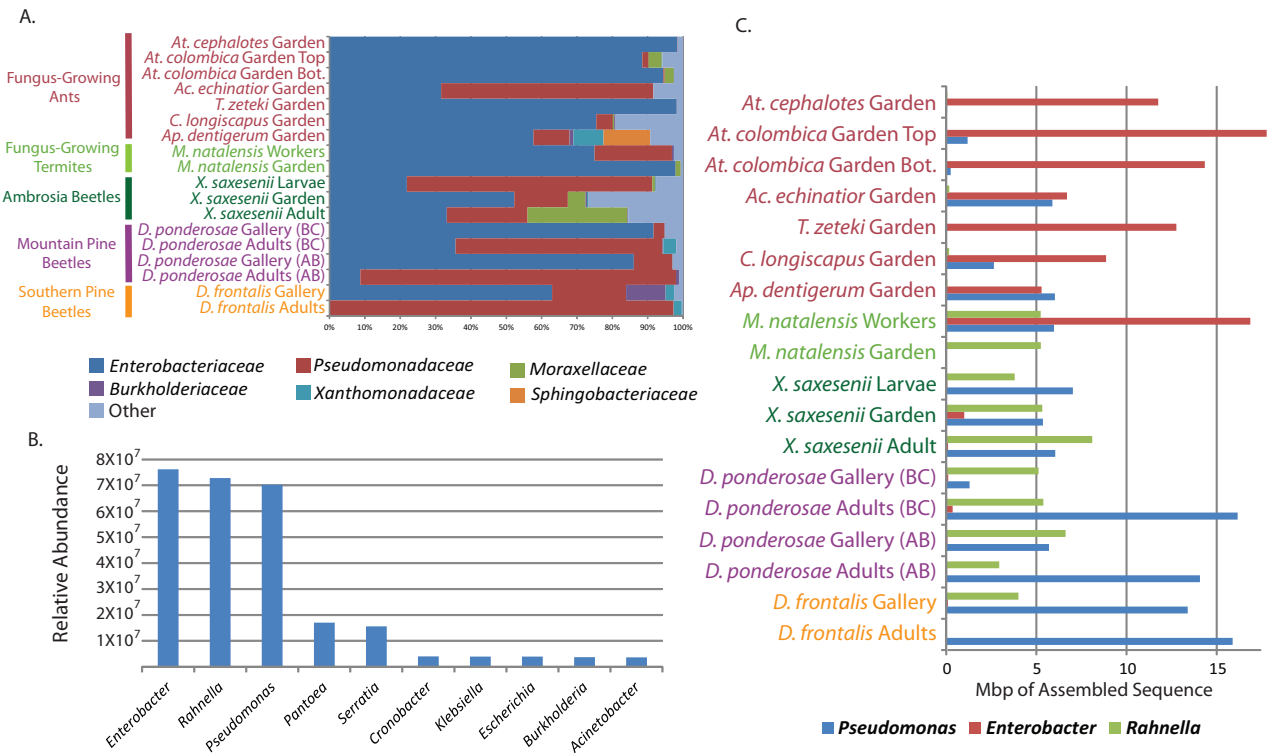 A.
Fungus-Growing
Ants
Fungus-Growing
Termites
Ambrosia Beetles
Mountain Pine
Beetles
Southern Pine
Beetles
At. cephalotes Garden
At. colombica Garden Top
At. colombica Garden Bot.
Ac. echinatior Garden
T. zeteki Garden
C. longiscapus Garden
Ap. dentigerum Garden
M. natalensis Workers
M. natalensis Garden
X. saxesenii Larvae
X. saxesenii Garden
X. saxesenii Adult
D. ponderosae Gallery (BC)
D. ponderosae Adults (BC)
D. ponderosae Gallery (AB)
D. ponderosae Adults (AB)
D. frontalis Gallery
D. frontalis Adults
0% 10% 20% 30% 40% 50% 60% 70% 80% 90% 100%
Enterobacteriaceae Pseudomonadaceae Moraxellaceae
Burkholderiaceae Xanthomonadaceae Sphingobacteriaceae
Other
B.
Relative Abundance
8X10⁷
7X10⁷
6X10⁷
5X10⁷
4X10⁷
3X10⁷
2X10⁷
1X10⁷
Enterobacter
Rahnella
Pseudomonas
Pantoea
Serratia
Cronobacter
Klebsiella
Escherichia
Burkholderia
Acinetobacter
C.
At. cephalotes Garden
At. colombica Garden Top
At. colombica Garden Bot.
Ac. echinatior Garden
T. zeteki Garden
C. longiscapus Garden
Ap. dentigerum Garden
M. natalensis Workers
M. natalensis Garden
X. saxesenii Larvae
X. saxesenii Garden
X. saxesenii Adult
D. ponderosae Gallery (BC)
D. ponderosae Adults (BC)
D. ponderosae Gallery (AB)
D. ponderosae Adults (AB)
D. frontalis Gallery
D. frontalis Adults
0 5 10 15
Mbp of Assembled Sequence
Pseudomonas Enterobacter Rahnella